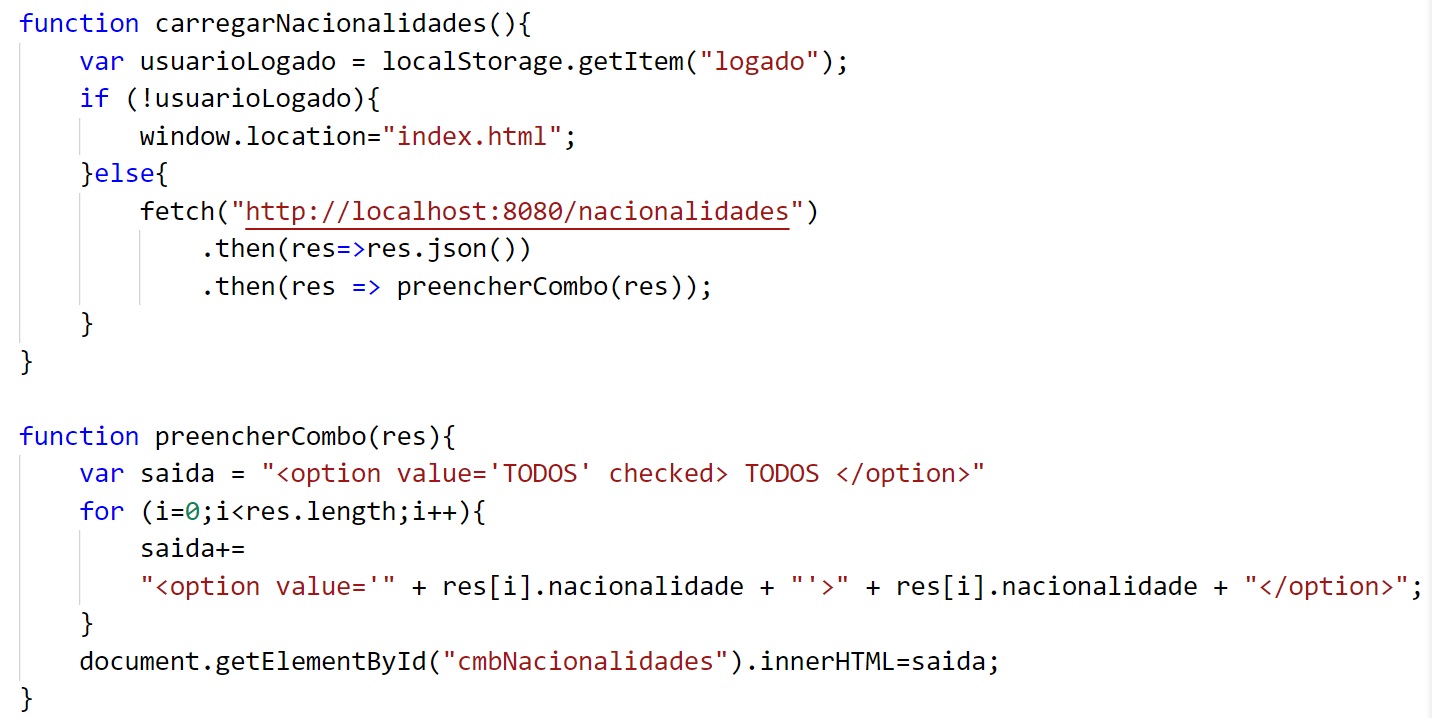 function carregarNacionalidades(){
    var usuarioLogado = localStorage.getItem("logado");
    if (!usuarioLogado){
        window.location="index.html";
    }else{
        fetch("http://localhost:8080/nacionalidades")
            .then(res=>res.json())
            .then(res => preencherCombo(res));
    }
}

function preencherCombo(res){
    var saida = "<option value='TODOS' checked> TODOS </option>"
    for (i=0;i<res.length;i++){
        saida+=
        "<option value='" + res[i].nacionalidade + "'>" + res[i].nacionalidade + "</option>";
    }
    document.getElementById("cmbNacionalidades").innerHTML=saida;
}